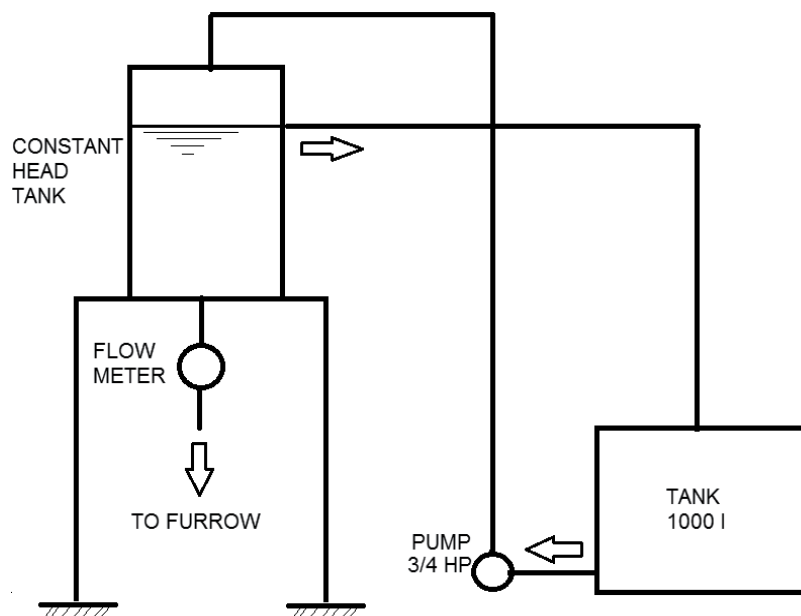 CONSTANT
HEAD
TANK
FLOW
METER
TO FURROW
PUMP
3/4 HP
TANK
1000 l